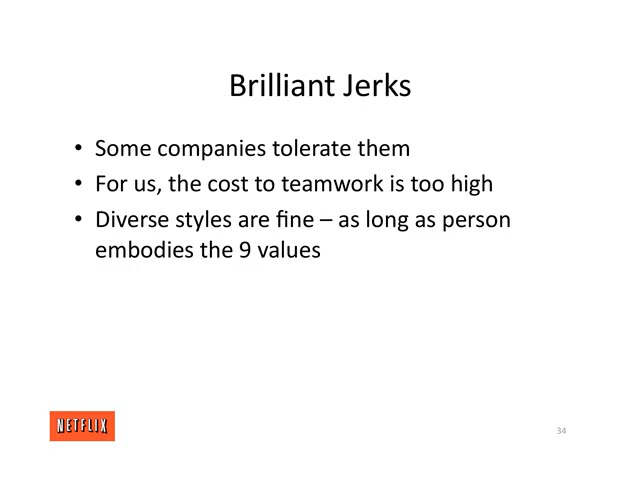 Brilliant Jerks
• Some companies tolerate them
• For us, the cost to teamwork is too high
• Diverse styles are fine – as long as person
embodies the 9 values
NETFLIX
34